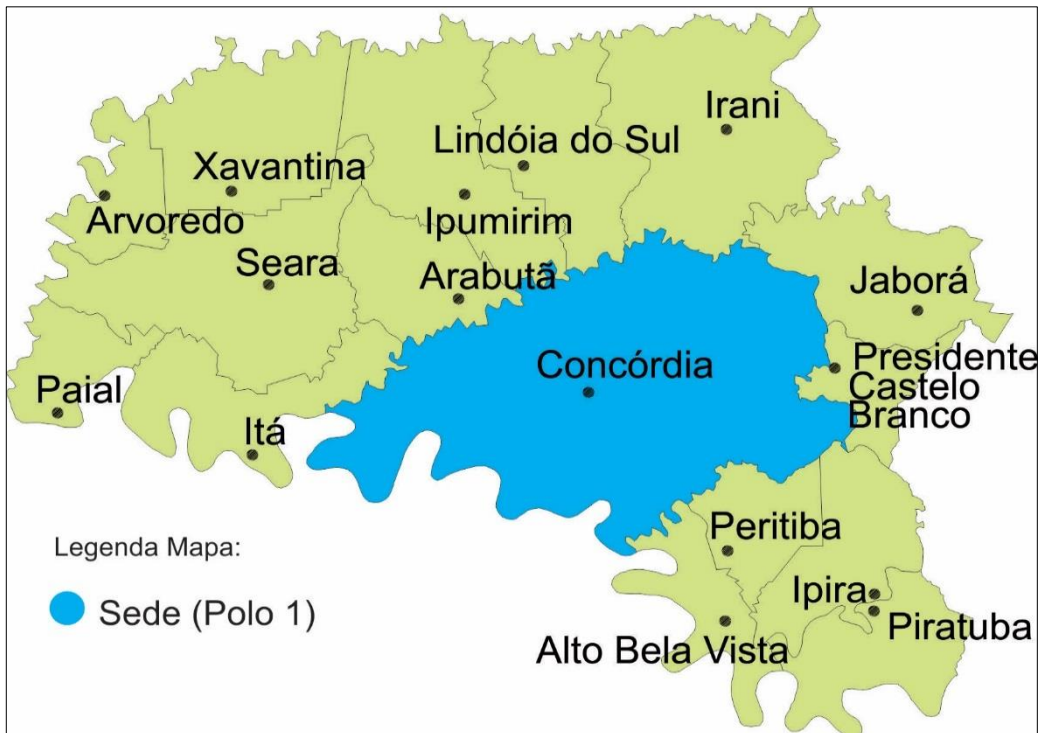 Irani
Lindóia do Sul
Xavantina
Arvoredo
Ipumirim
Seara
Arabutã
Jaborá
Concórdia
Presidente
Castelo
Branco
Paial
Itá
Peritiba
Legenda Mapa:
Ipira
Sede (Polo 1)
Piratuba
Alto Bela Vista